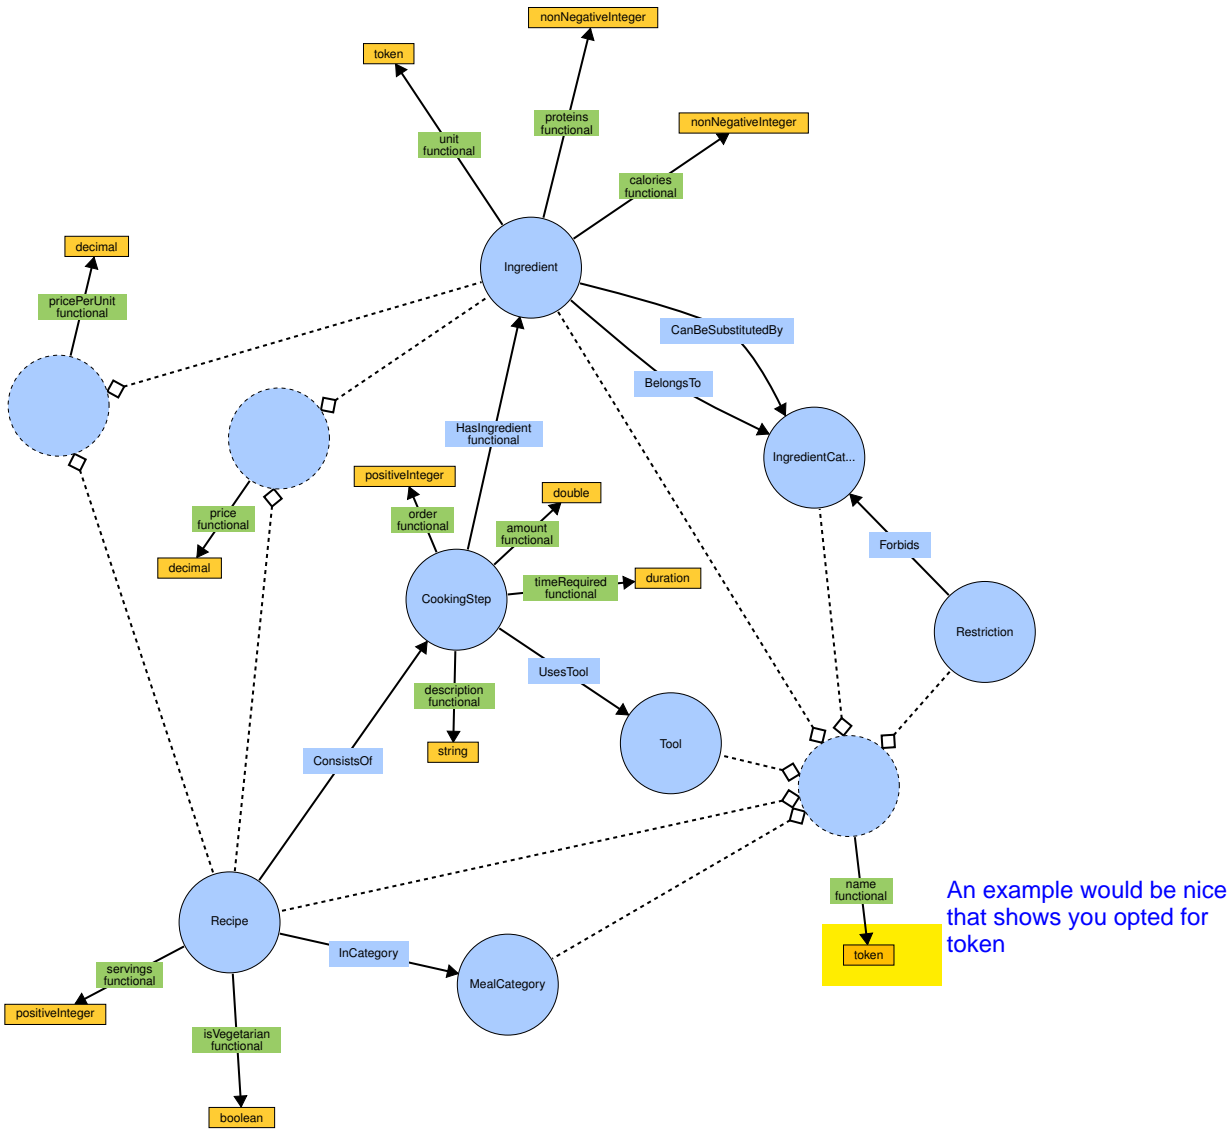 nonNegativeInteger
token
proteins
functional
nonNegativeInteger
unit
functional
calories
functional
decimal
Ingredient
pricePerUnit
functional
CanBeSubstitutedBy
BelongsTo
HasIngredient
functional
IngredientCat...
positiveInteger
double
price
functional
order
functional
amount
functional
Forbids
decimal
timeRequired
functional
duration
CookingStep
Restriction
UsesTool
description
functional
Tool
string
ConsistsOf
name
functional
An example would be nice
that shows you opted for
token
token
Recipe
InCategory
servings
functional
MealCategory
positiveInteger
isVegetarian
functional
boolean